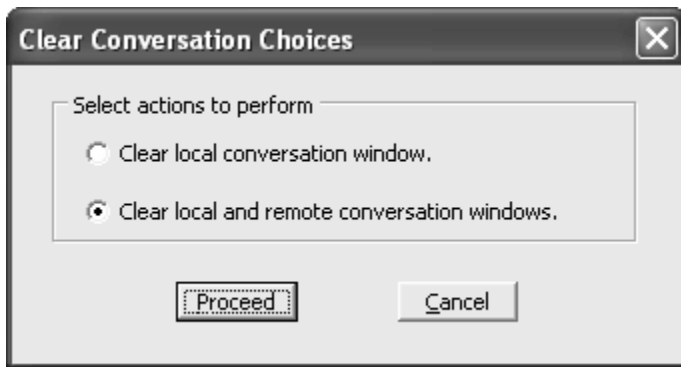 Clear Conversation Choices
Select actions to perform
Clear local conversation window.
Clear local and remote conversation windows.
Proceed Cancel